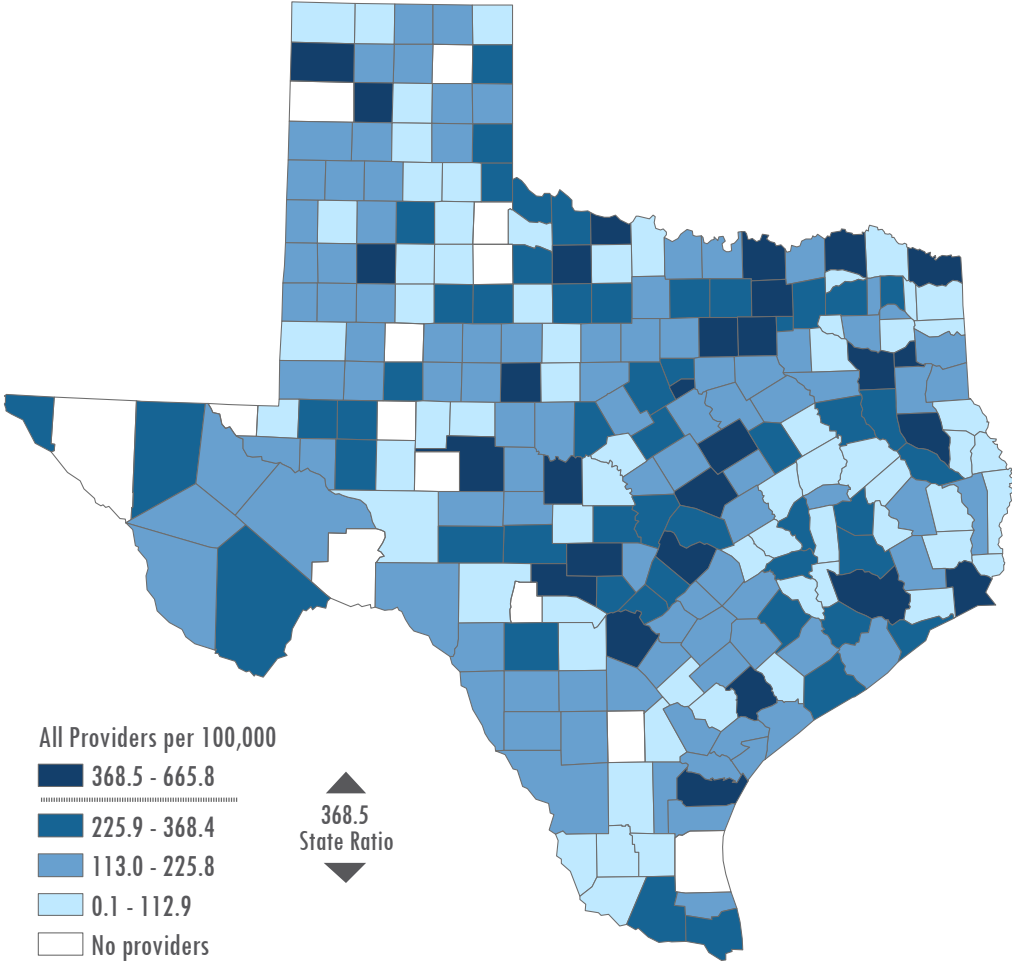 All Providers per 100,000
368.5 - 665.8
225.9 - 368.4
113.0 - 225.8
0.1 - 112.9
No providers
368.5
State Ratio